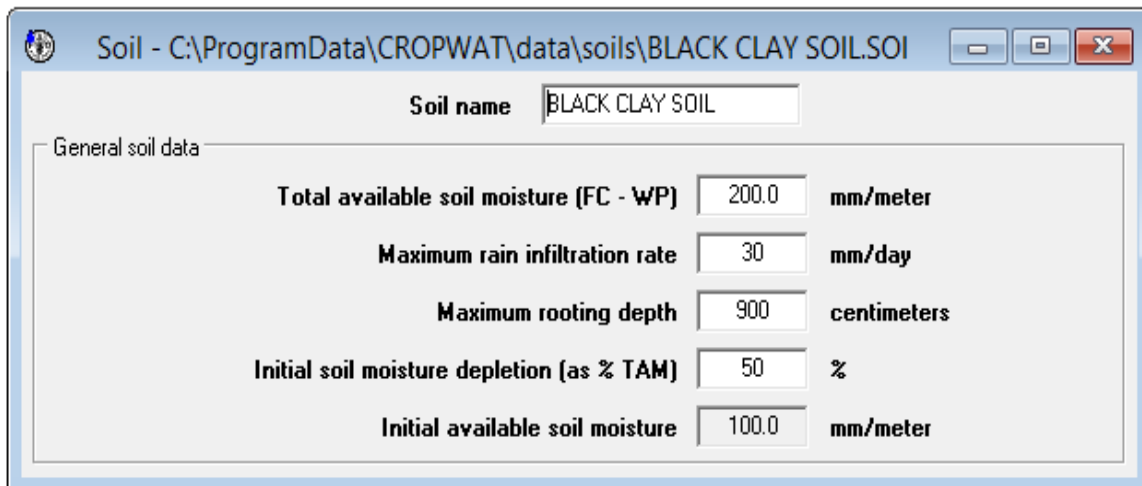 Soil - C:\ProgramData\CROPWAT\data\soils\BLACK CLAY SOIL.SOI
Soil name BLACK CLAY SOIL
General soil data
Total available soil moisture (FC - WP) 200.0 mm/meter
Maximum rain infiltration rate 30 mm/day
Maximum rooting depth 900 centimeters
Initial soil moisture depletion (as % TAM) 50 %
Initial available soil moisture 100.0 mm/meter